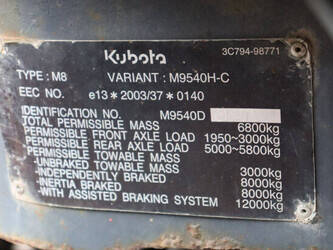 Kubota
3C794-98771
TYPE : M8 VARIANT : M9540H-C
EEC NO. e13*2003/37*0140
IDENTIFICATION NO. M9540D
TOTAL PERMISSIBLE MASS 6800kg
PERMISSIBLE FRONT AXLE LOAD 1950~3000kg
PERMISSIBLE REAR AXLE LOAD 5000~5800kg
PERMISSIBLE TOWABLE MASS
-UNBRAKED TOWABLE MASS 3000kg
-INDEPENDENTLY BRAKED 8000kg
-INERTIA BRAKED 8000kg
-WITH ASSISTED BRAKING SYSTEM 12000kg